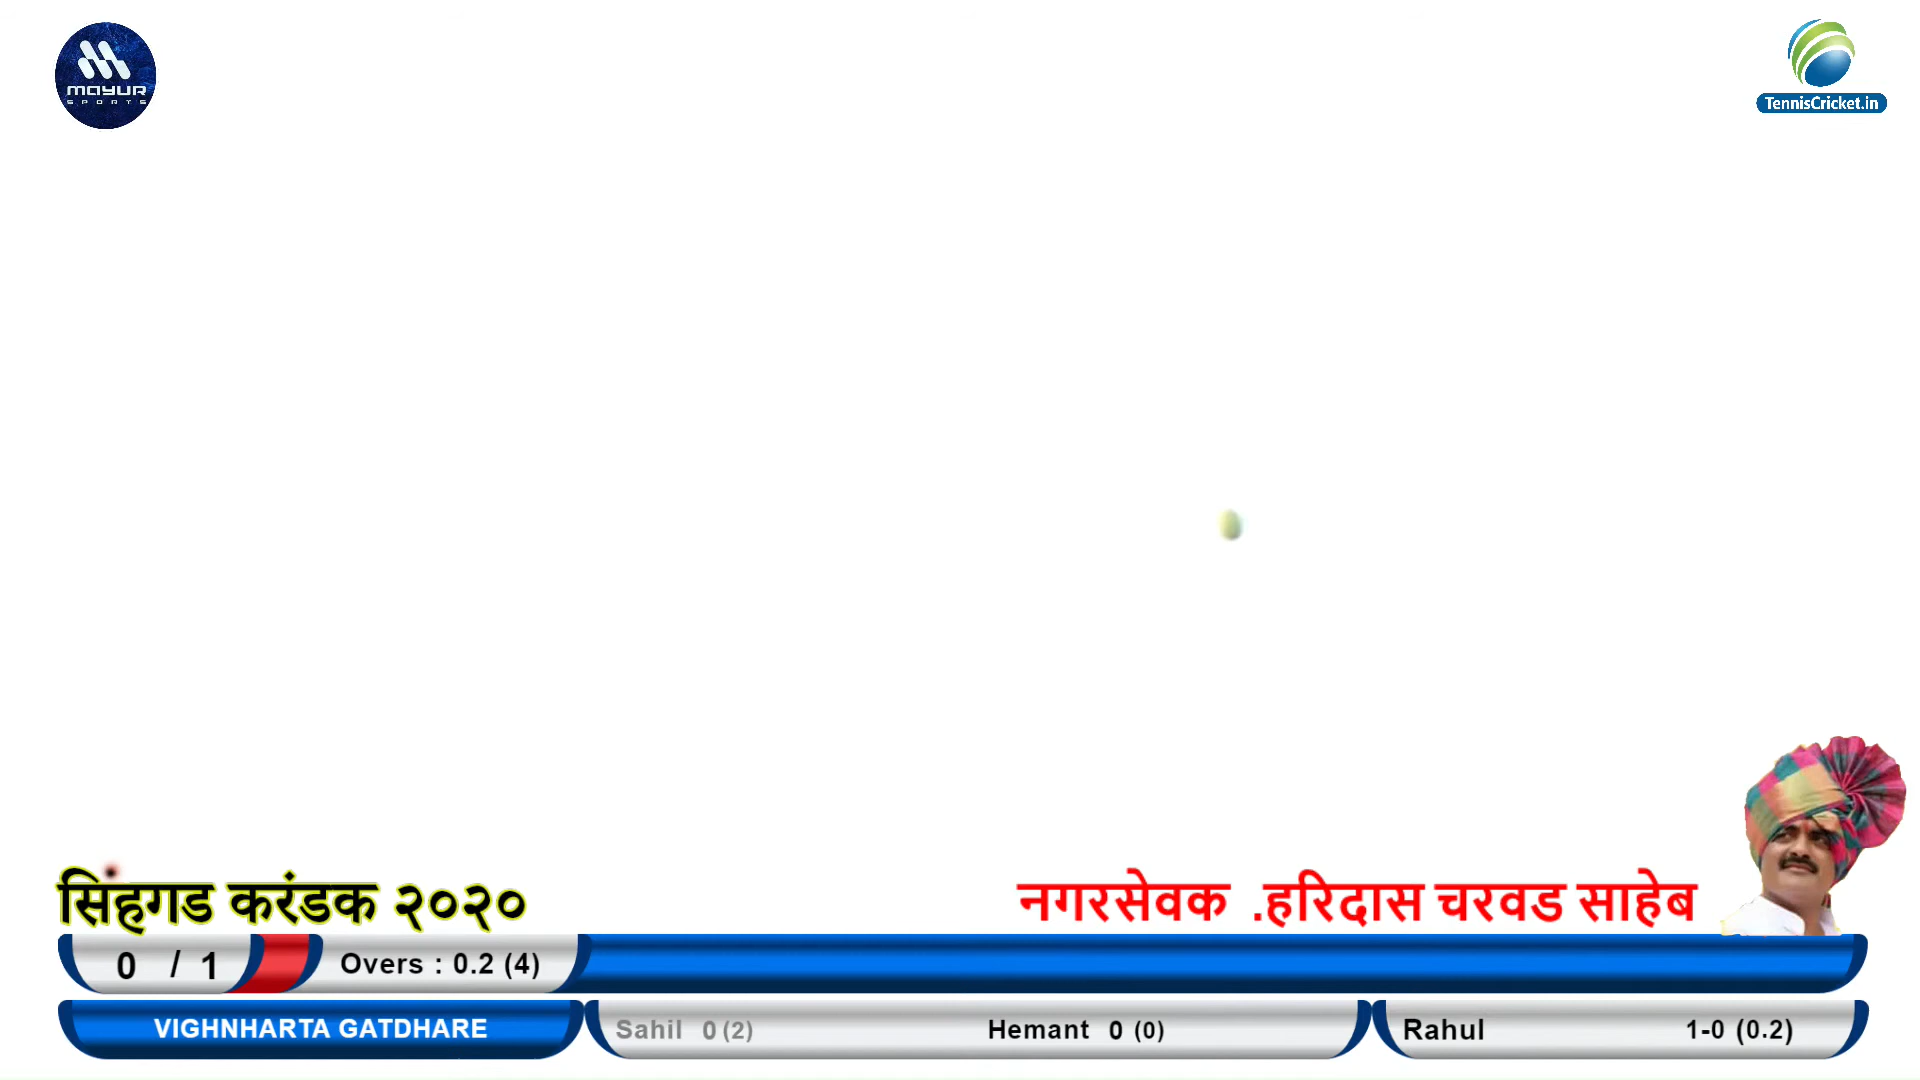 mayur
SPORTS
TennisCricket.in
सिंहगड करंडक २०२०
नगरसेवक .हरिदास चरवड साहेब
0 / 1
Overs : 0.2 (4)
VIGHNHARTA GATDHARE
Sahil 0 (2)
Hemant 0 (0)
Rahul 1-0 (0.2)